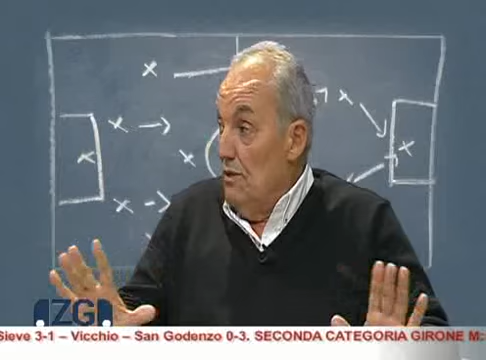 ZG
Sieve 3-1 – Vicchio – San Godenzo 0-3. SECONDA CATEGORIA GIRONE M: